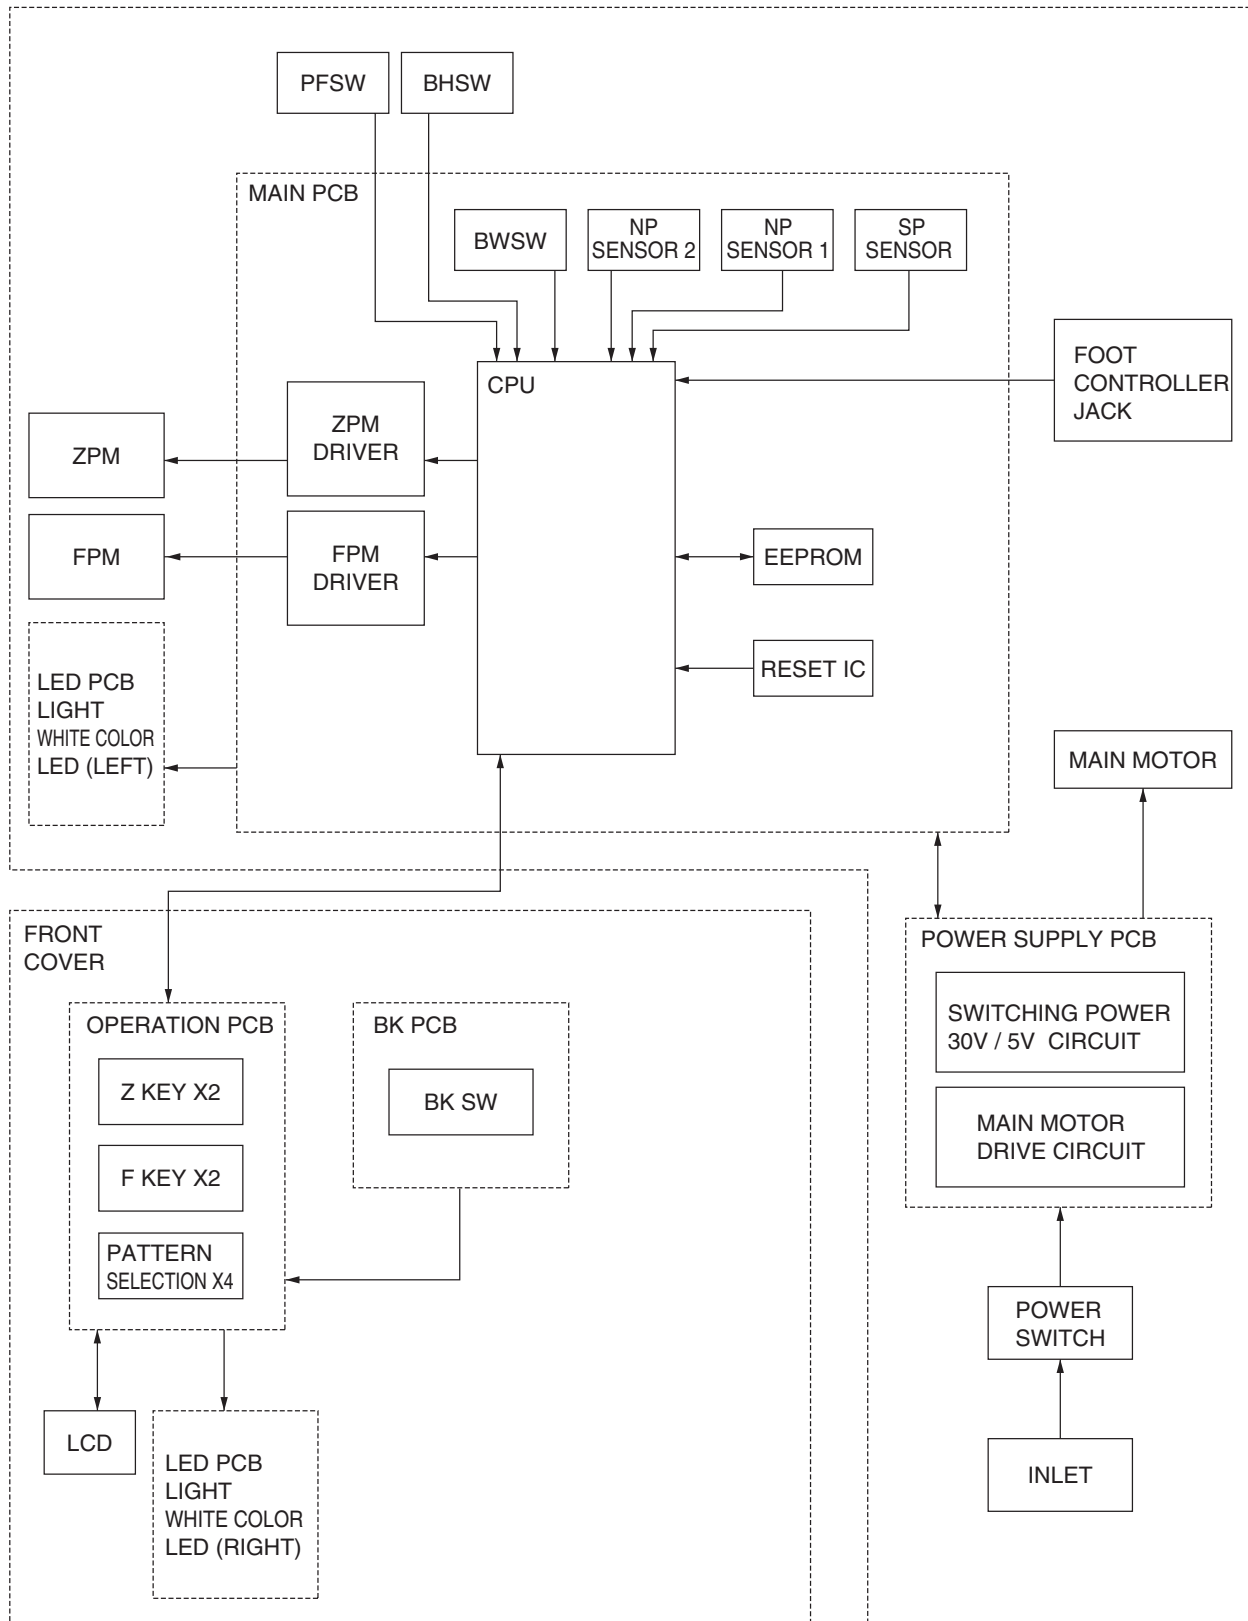 PFSW
BHSW
MAIN PCB
BWSW
NP
SENSOR 2
NP
SENSOR 1
SP
SENSOR
FOOT
CONTROLLER
JACK
CPU
ZPM
DRIVER
ZPM
FPM
DRIVER
FPM
EEPROM
RESET IC
LED PCB
LIGHT
WHITE COLOR
LED (LEFT)
MAIN MOTOR
FRONT
COVER
POWER SUPPLY PCB
SWITCHING POWER
30V / 5V CIRCUIT
MAIN MOTOR
DRIVE CIRCUIT
OPERATION PCB
Z KEY X2
F KEY X2
PATTERN
SELECTION X4
BK PCB
BK SW
POWER
SWITCH
INLET
LCD
LED PCB
LIGHT
WHITE COLOR
LED (RIGHT)